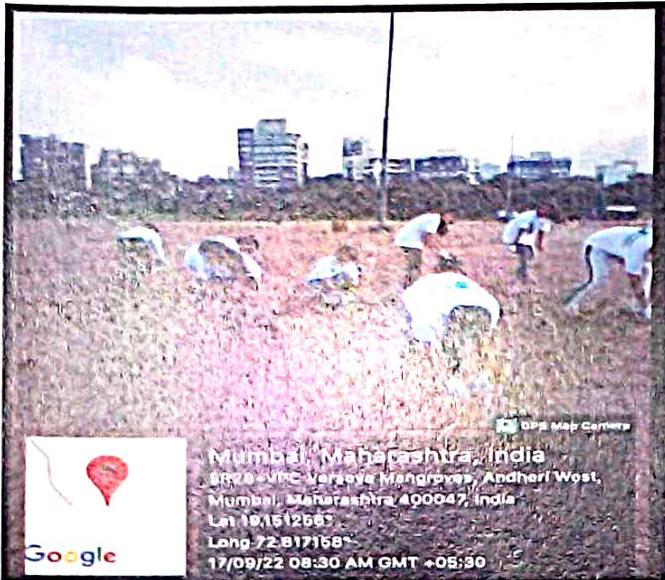 GPS Map Camera
Mumbai, Maharashtra, India
Versova Mangroves, Andheri West,
Mumbai, Maharashtra 400047, India
Lat 19.151256°
Long 72.817158°
17/09/22 08:30 AM GMT +05:30
Google